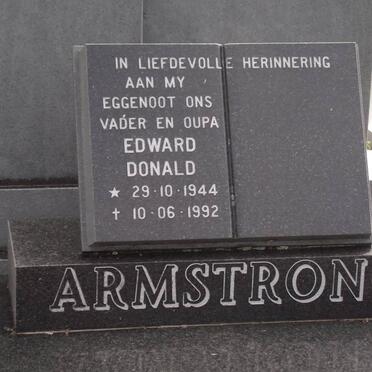 IN LIEFDEVOLLE HERINNERING
AAN MY
EGGENOOT ONS
VADER EN OUPA
EDWARD
DONALD
★ 29·10·1944
✝ 10·06·1992
ARMSTRON